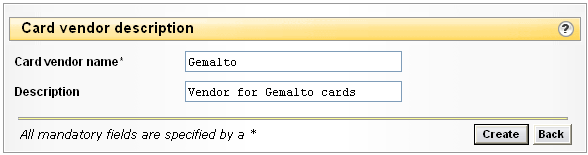 Card vendor description ?
Card vendor name* Gemalto
Description Vendor for Gemalto cards
All mandatory fields are specified by a * Create Back